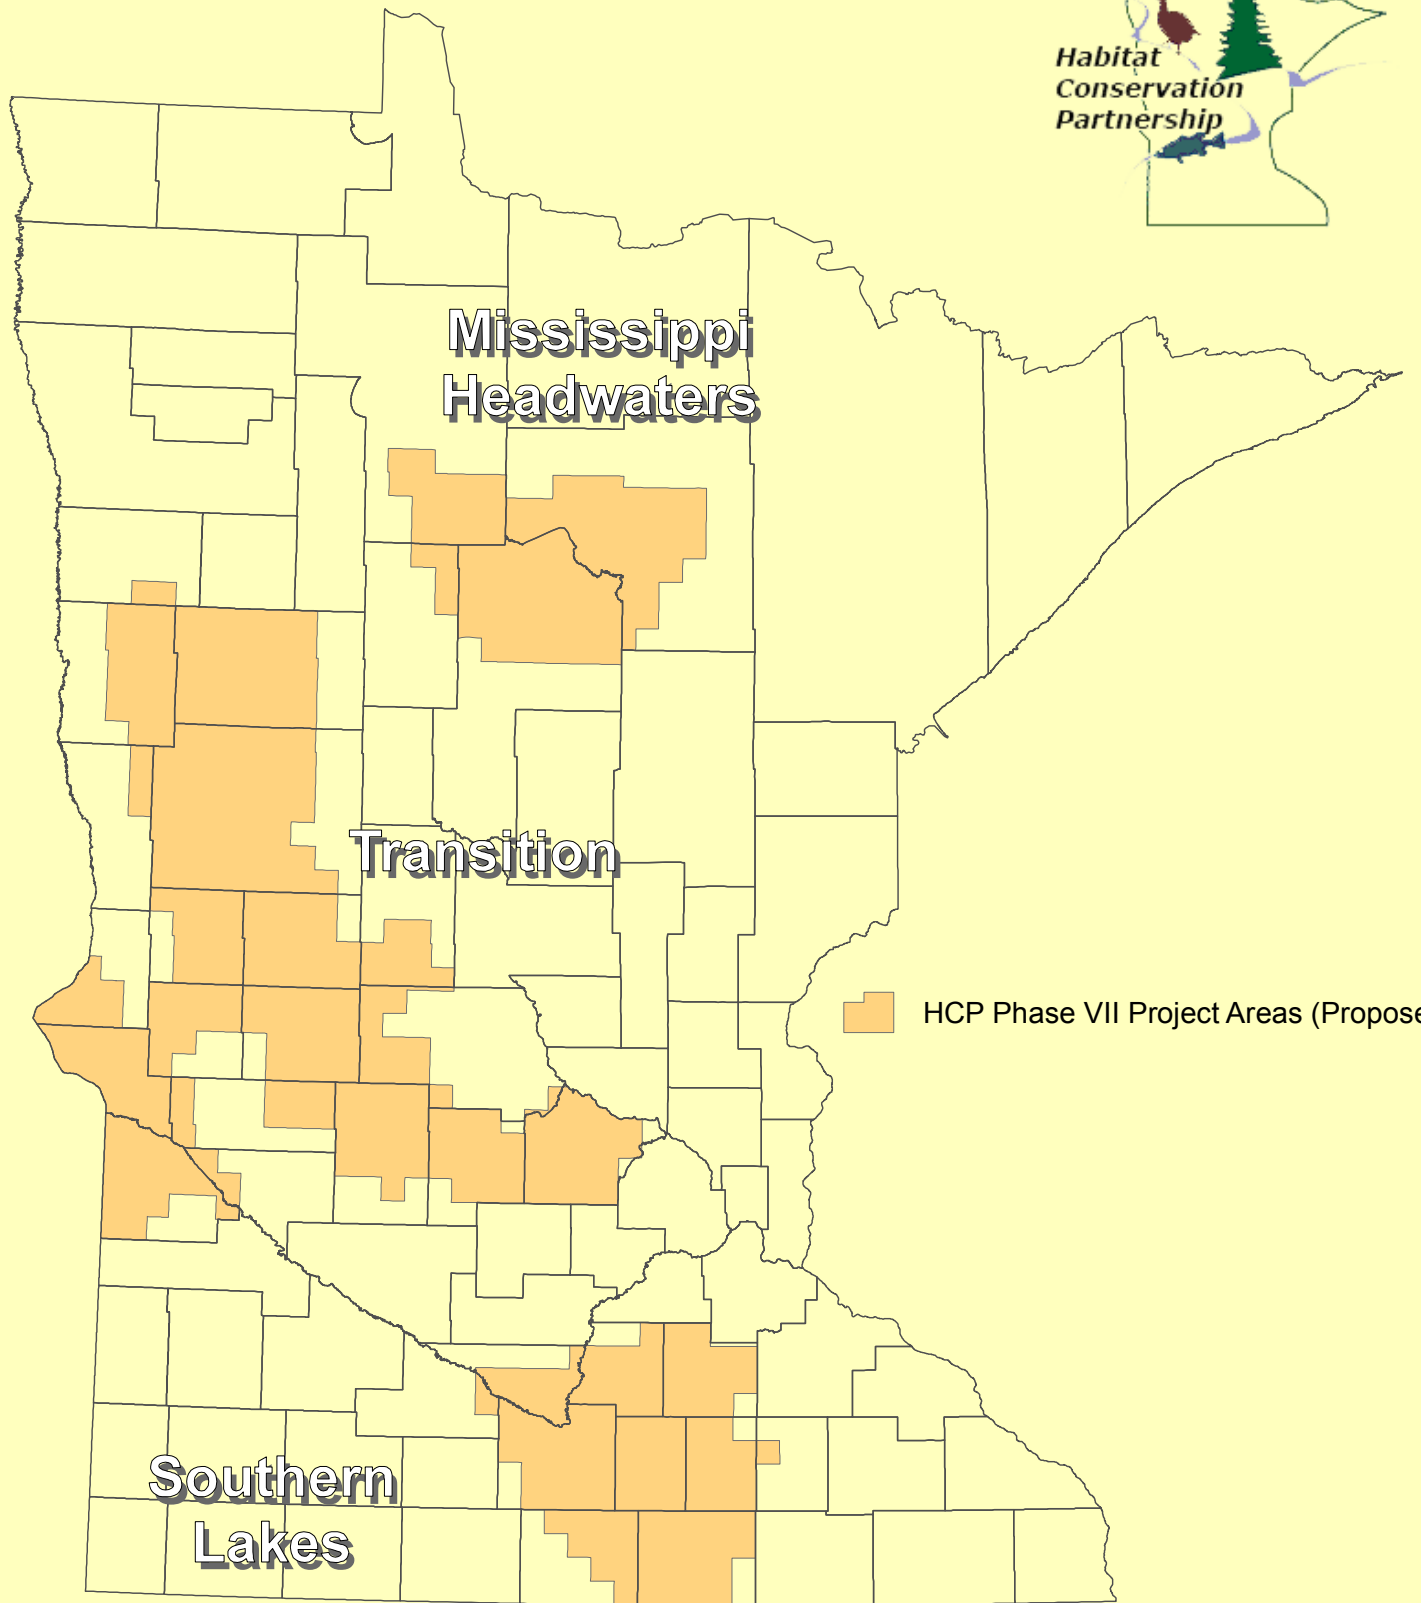 Habitat
Conservation
Partnership
Mississippi
Headwaters
Transition
HCP Phase VII Project Areas (Propose
Southern
Lakes